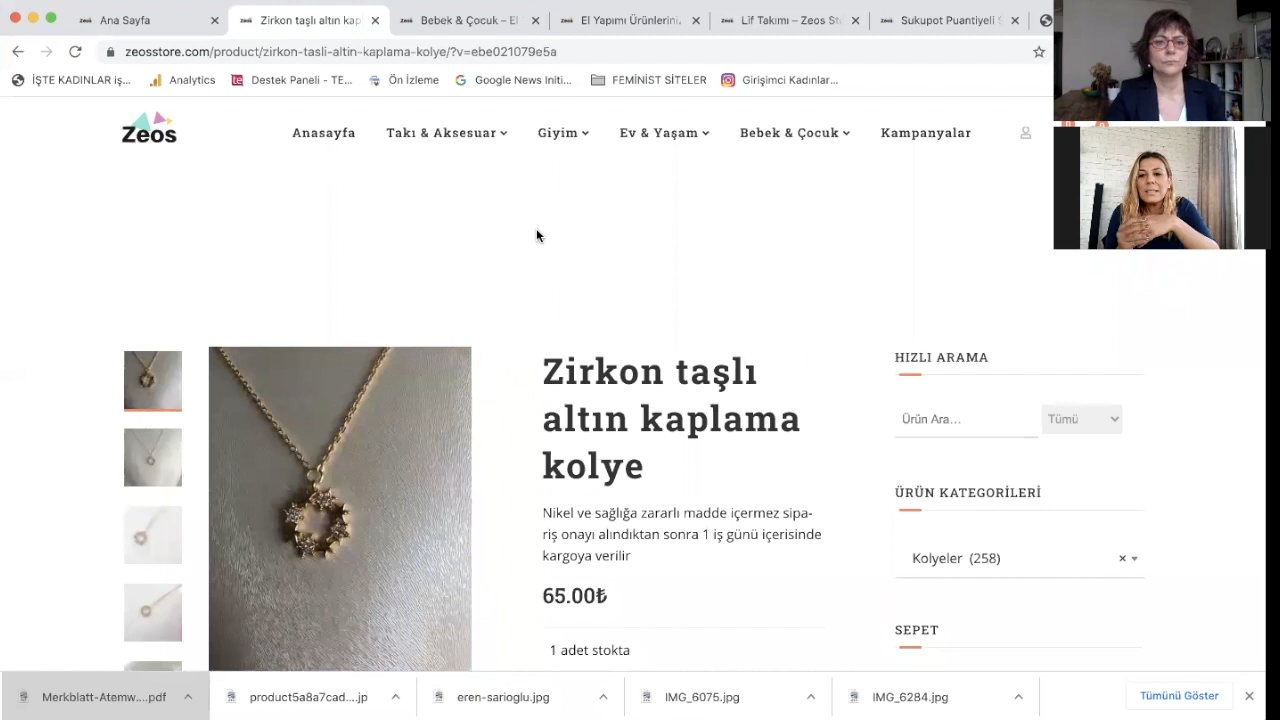 Ana Sayfa
Zirkon taşlı altın kap
Bebek & Çocuk – El
El Yapımı Ürünleriniz
Lif Takımı – Zeos St
Sukupot Puantiyeli
zeosstore.com/product/zirkon-tasli-altin-kaplama-kolye/?v=ebe021079e5a
İŞTE KADINLAR iş...
Analytics
Destek Paneli - TE...
Ön İzleme
Google News Initi...
FEMİNİST SİTELER
Girişimci Kadınlar...
Zeos
Anasayfa
Takı & Aksesuar
Giyim
Ev & Yaşam
Bebek & Çocuk
Kampanyalar
Zirkon taşlı
altın kaplama
kolye
Nikel ve sağlığa zararlı madde içermez sipa-
riş onayı alındıktan sonra 1 iş günü içerisinde
kargoya verilir
65.00₺
1 adet stokta
HIZLI ARAMA
Ürün Ara...
Tümü
ÜRÜN KATEGORİLERİ
Kolyeler (258)
SEPET
Merkblatt-Atemw....pdf
product5a8a7cad....jp
eren-sarioglu.jpg
IMG_6075.jpg
IMG_6284.jpg
Tümünü Göster